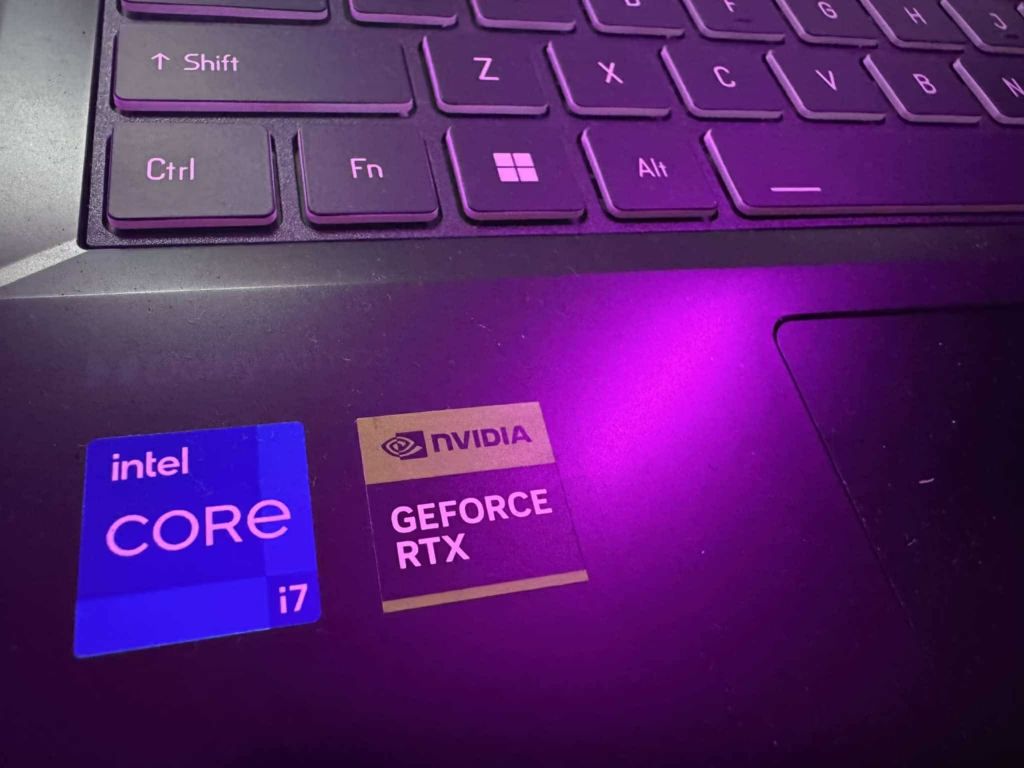 D F G H J
↑ Shift Z X C V B N
Ctrl Fn Alt
intel
CORE
i7
NVIDIA
GEFORCE
RTX